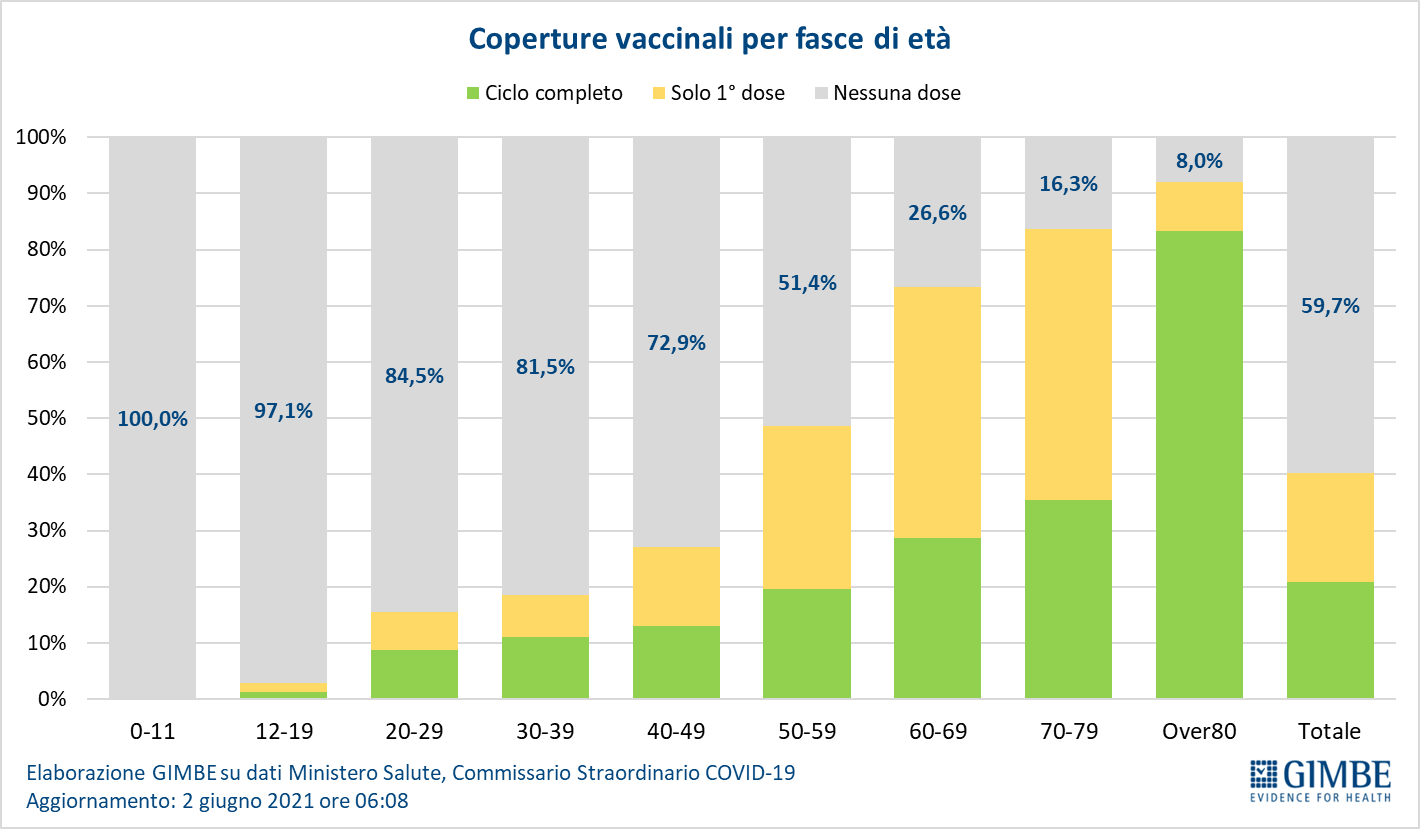 Coperture vaccinali per fasce di età
Ciclo completo Solo 1° dose Nessuna dose
100%
90%
80%
70%
60%
50%
40%
30%
20%
10%
0%
100,0% 97,1% 84,5% 81,5% 72,9% 51,4% 26,6% 16,3% 8,0% 59,7%
0-11 12-19 20-29 30-39 40-49 50-59 60-69 70-79 Over80 Totale
Elaborazione GIMBE su dati Ministero Salute, Commissario Straordinario COVID-19
Aggiornamento: 2 giugno 2021 ore 06:08
GIMBE
EVIDENCE FOR HEALTH